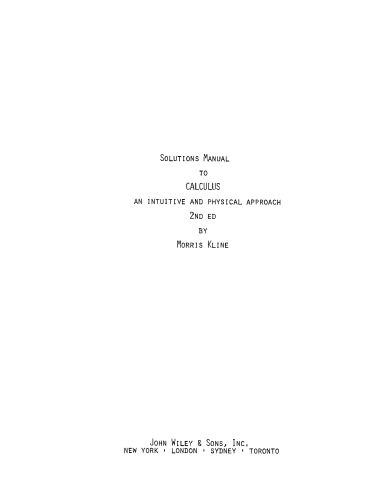 Solutions Manual
to
CALCULUS
an intuitive and physical approach
2nd ed
by
Morris Kline
John Wiley & Sons, Inc.
New York · London · Sydney · Toronto